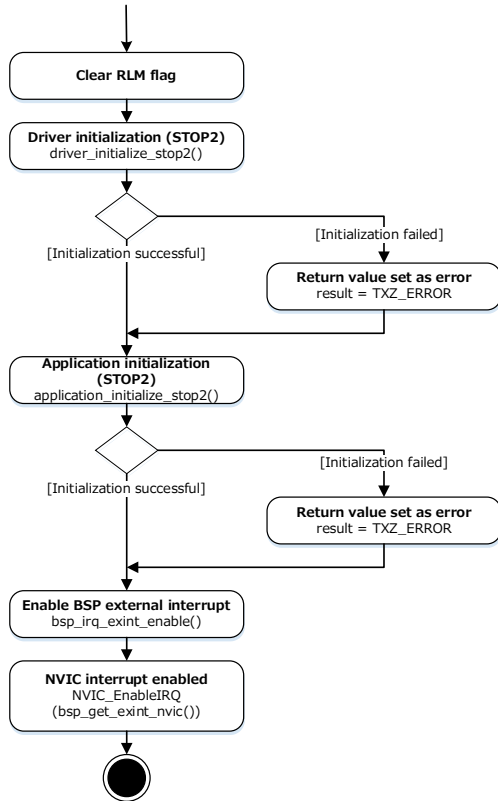 Clear RLM flag
Driver initialization (STOP2)
driver_initialize_stop2()
[Initialization failed]
[Initialization successful]
Return value set as error
result = TXZ_ERROR
Application initialization
(STOP2)
application_initialize_stop2()
[Initialization failed]
[Initialization successful]
Return value set as error
result = TXZ_ERROR
Enable BSP external interrupt
bsp_irq_exint_enable()
NVIC interrupt enabled
NVIC_EnableIRQ
(bsp_get_exint_nvic())